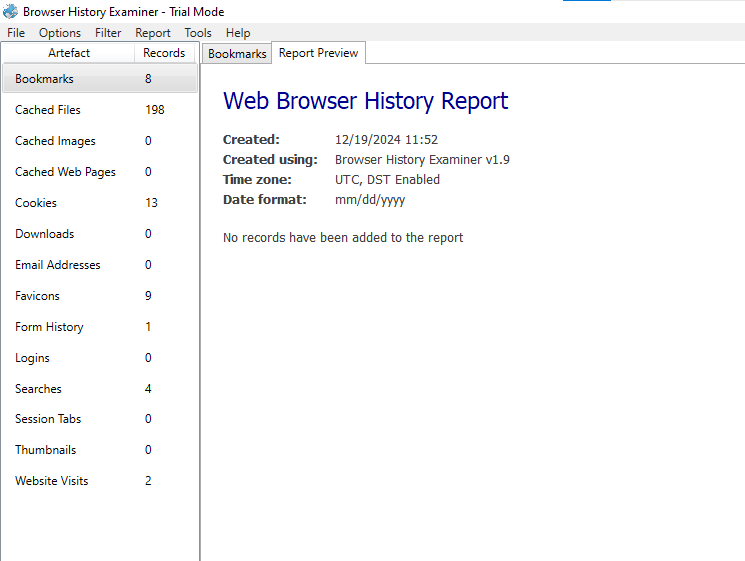 Browser History Examiner - Trial Mode
File Options Filter Report Tools Help
Artefact Records
Bookmarks 8
Cached Files 198
Cached Images 0
Cached Web Pages 0
Cookies 13
Downloads 0
Email Addresses 0
Favicons 9
Form History 1
Logins 0
Searches 4
Session Tabs 0
Thumbnails 0
Website Visits 2
Bookmarks Report Preview
Web Browser History Report
Created: 12/19/2024 11:52
Created using: Browser History Examiner v1.9
Time zone: UTC, DST Enabled
Date format: mm/dd/yyyy
No records have been added to the report